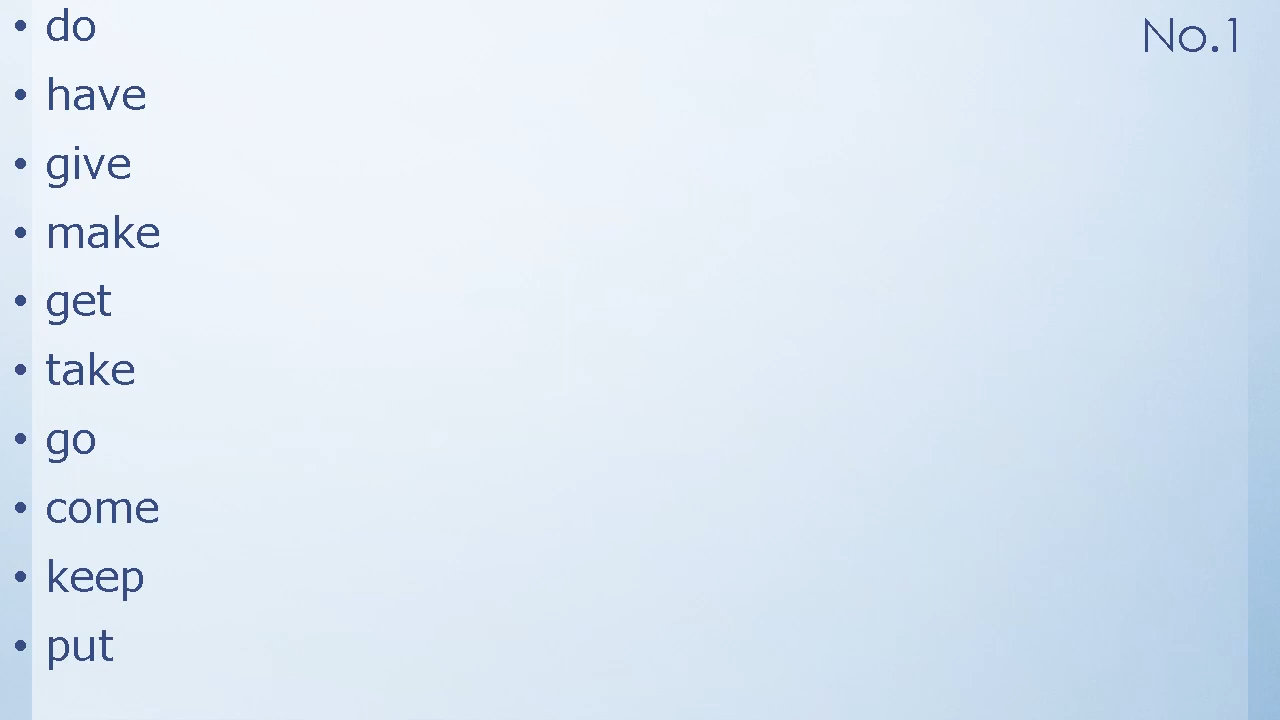 No.1
• do
• have
• give
• make
• get
• take
• go
• come
• keep
• put